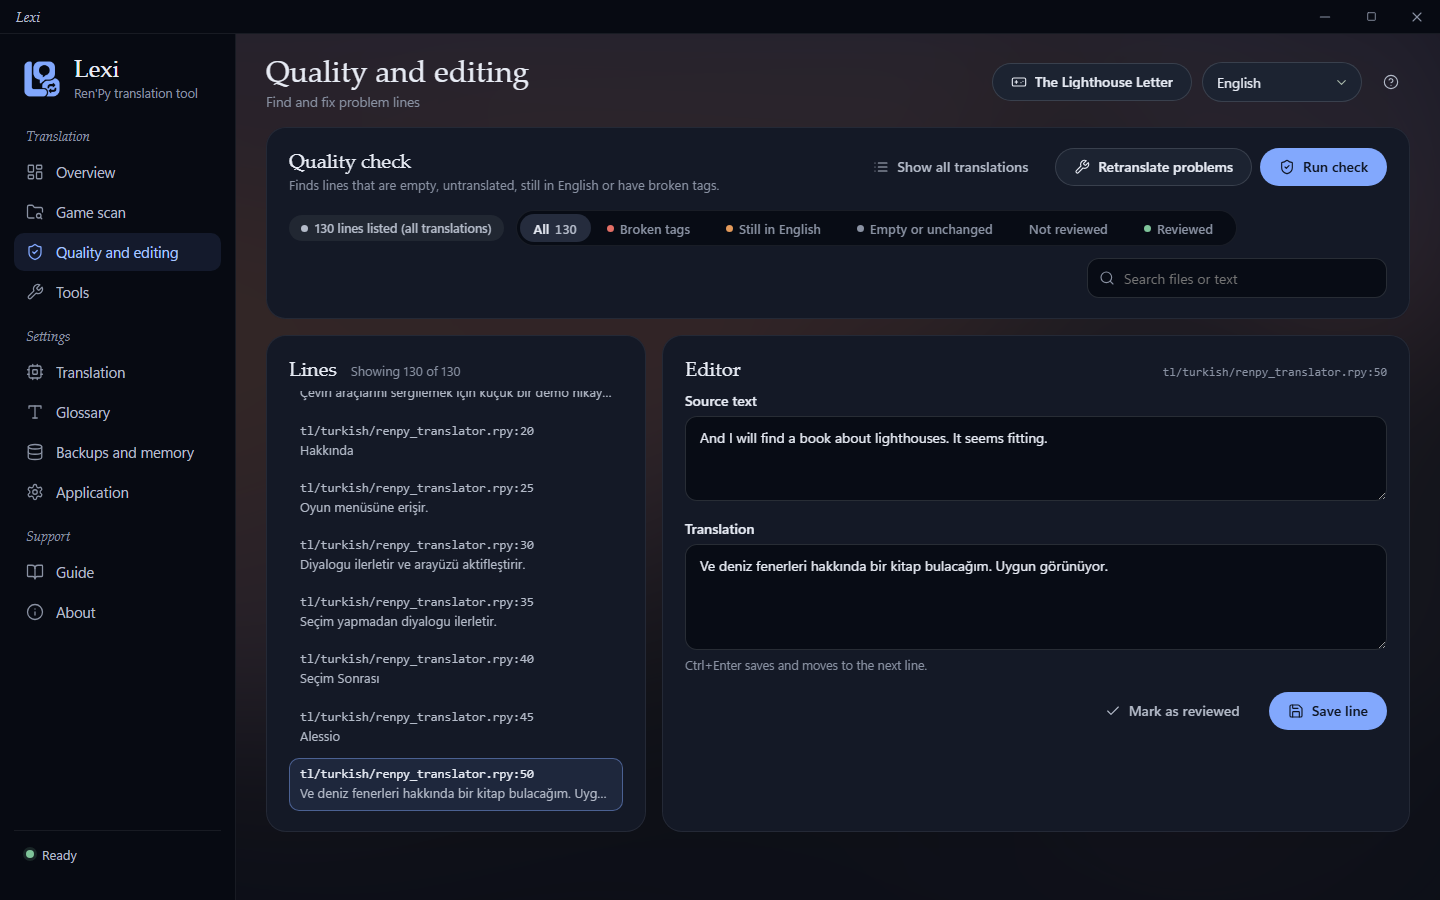 Lexi
Lexi
Ren'Py translation tool
Translation
Overview
Game scan
Quality and editing
Tools
Settings
Translation
Glossary
Backups and memory
Application
Support
Guide
About
Ready
Quality and editing
Find and fix problem lines
The Lighthouse Letter
English
Quality check
Finds lines that are empty, untranslated, still in English or have broken tags.
Show all translations
Retranslate problems
Run check
130 lines listed (all translations)
All 130
Broken tags
Still in English
Empty or unchanged
Not reviewed
Reviewed
Search files or text
Lines
Showing 130 of 130
Çeviri araçlarını sergilemek için küçük bir demo hikay...
tl/turkish/renpy_translator.rpy:20
Hakkında
tl/turkish/renpy_translator.rpy:25
Oyun menüsüne erişir.
tl/turkish/renpy_translator.rpy:30
Diyalogu ilerletir ve arayüzü aktifleştirir.
tl/turkish/renpy_translator.rpy:35
Seçim yapmadan diyalogu ilerletir.
tl/turkish/renpy_translator.rpy:40
Seçim Sonrası
tl/turkish/renpy_translator.rpy:45
Alessio
tl/turkish/renpy_translator.rpy:50
Ve deniz fenerleri hakkında bir kitap bulacağım. Uyg...
Editor
tl/turkish/renpy_translator.rpy:50
Source text
And I will find a book about lighthouses. It seems fitting.
Translation
Ve deniz fenerleri hakkında bir kitap bulacağım. Uygun görünüyor.
Ctrl+Enter saves and moves to the next line.
Mark as reviewed
Save line